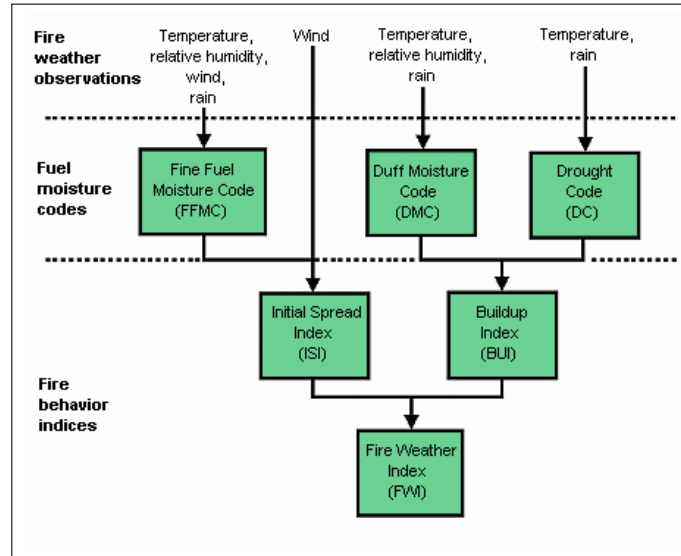 Fire
weather
observations
Temperature,
relative humidity,
wind,
rain
Wind
Temperature,
relative humidity,
rain
Temperature,
rain
Fuel
moisture
codes
Fine Fuel
Moisture Code
(FFMC)
Duff Moisture
Code
(DMC)
Drought
Code
(DC)
Fire
behavior
indices
Initial Spread
Index
(ISI)
Buildup
Index
(BUI)
Fire Weather
Index
(FWI)